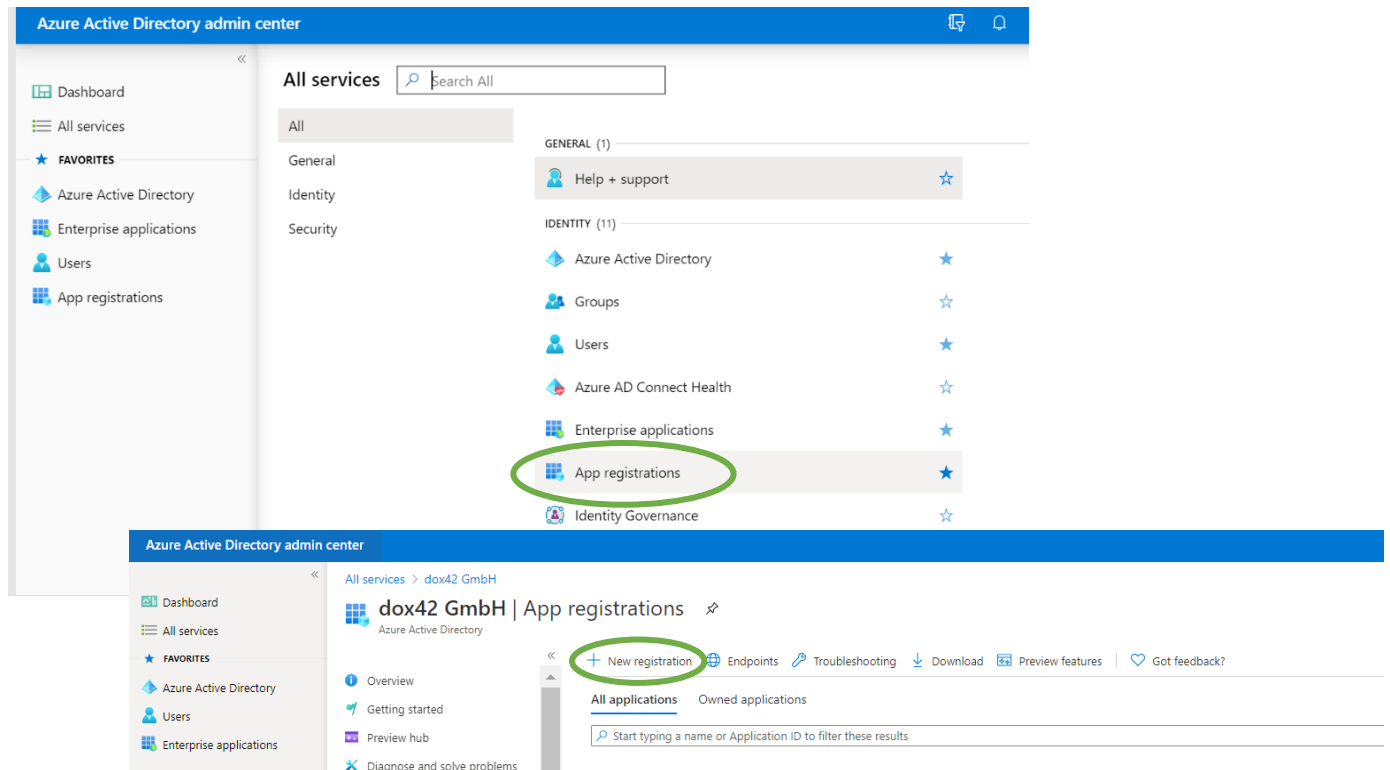 Azure Active Directory admin center
«
Dashboard
All services
FAVORITES
Azure Active Directory
Enterprise applications
Users
App registrations
All services
Search All
All
General
Identity
Security
GENERAL (1)
Help + support
IDENTITY (11)
Azure Active Directory
Groups
Users
Azure AD Connect Health
Enterprise applications
App registrations
Identity Governance
Azure Active Directory admin center
«
Dashboard
All services
FAVORITES
Azure Active Directory
Users
Enterprise applications
All services > dox42 GmbH
dox42 GmbH | App registrations
Azure Active Directory
«
Overview
Getting started
Preview hub
Diagnose and solve problems
+ New registration Endpoints Troubleshooting Download Preview features Got feedback?
All applications Owned applications
Start typing a name or Application ID to filter these results